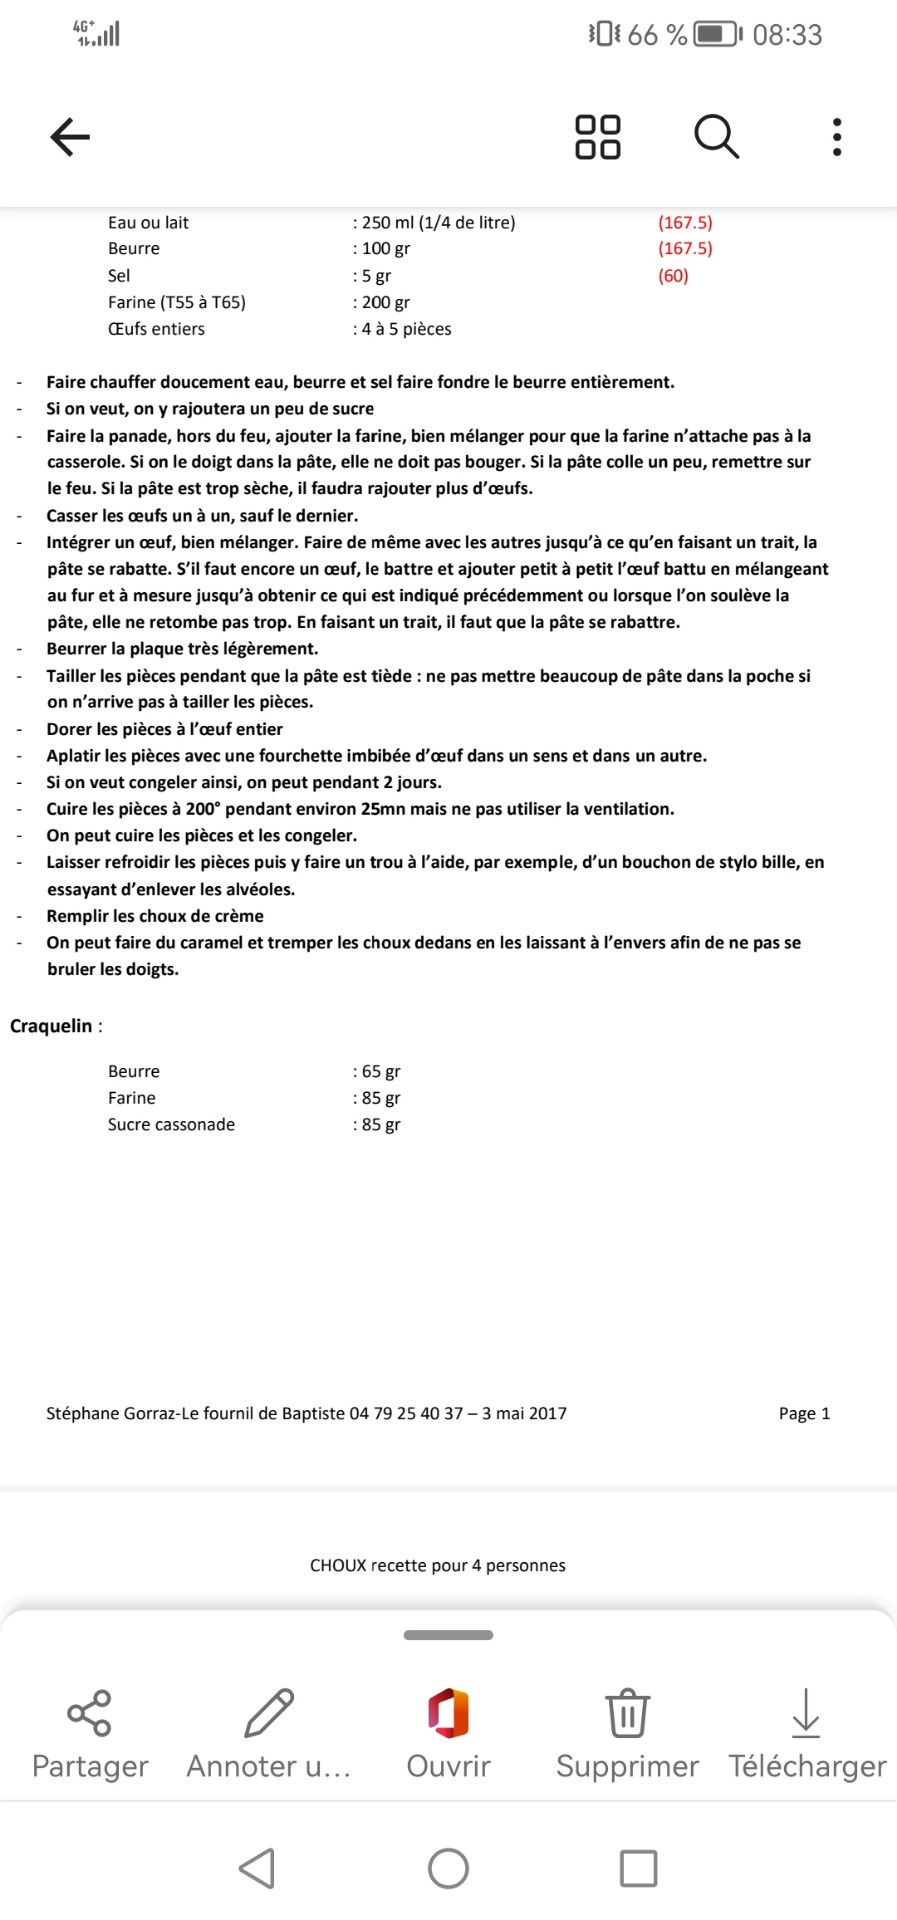 4G+
66 % 08:33
Eau ou lait : 250 ml (1/4 de litre) (167.5)
Beurre : 100 gr (167.5)
Sel : 5 gr (60)
Farine (T55 à T65) : 200 gr
Œufs entiers : 4 à 5 pièces
- Faire chauffer doucement eau, beurre et sel faire fondre le beurre entièrement.
- Si on veut, on y rajoutera un peu de sucre
- Faire la panade, hors du feu, ajouter la farine, bien mélanger pour que la farine n'attache pas à la
casserole. Si on le doigt dans la pâte, elle ne doit pas bouger. Si la pâte colle un peu, remettre sur
le feu. Si la pâte est trop sèche, il faudra rajouter plus d'œufs.
- Casser les œufs un à un, sauf le dernier.
- Intégrer un œuf, bien mélanger. Faire de même avec les autres jusqu'à ce qu'en faisant un trait, la
pâte se rabatte. S'il faut encore un œuf, le battre et ajouter petit à petit l'œuf battu en mélangeant
au fur et à mesure jusqu'à obtenir ce qui est indiqué précédemment ou lorsque l'on soulève la
pâte, elle ne retombe pas trop. En faisant un trait, il faut que la pâte se rabattre.
- Beurrer la plaque très légèrement.
- Tailler les pièces pendant que la pâte est tiède : ne pas mettre beaucoup de pâte dans la poche si
on n'arrive pas à tailler les pièces.
- Dorer les pièces à l'œuf entier
- Aplatir les pièces avec une fourchette imbibée d'œuf dans un sens et dans un autre.
- Si on veut congeler ainsi, on peut pendant 2 jours.
- Cuire les pièces à 200° pendant environ 25mn mais ne pas utiliser la ventilation.
- On peut cuire les pièces et les congeler.
- Laisser refroidir les pièces puis y faire un trou à l'aide, par exemple, d'un bouchon de stylo bille, en
essayant d'enlever les alvéoles.
- Remplir les choux de crème
- On peut faire du caramel et tremper les choux dedans en les laissant à l'envers afin de ne pas se
bruler les doigts.
Craquelin :
Beurre : 65 gr
Farine : 85 gr
Sucre cassonade : 85 gr
Stéphane Gorraz-Le fournil de Baptiste 04 79 25 40 37 – 3 mai 2017 Page 1
CHOUX recette pour 4 personnes
Partager Annoter u... Ouvrir Supprimer Télécharger